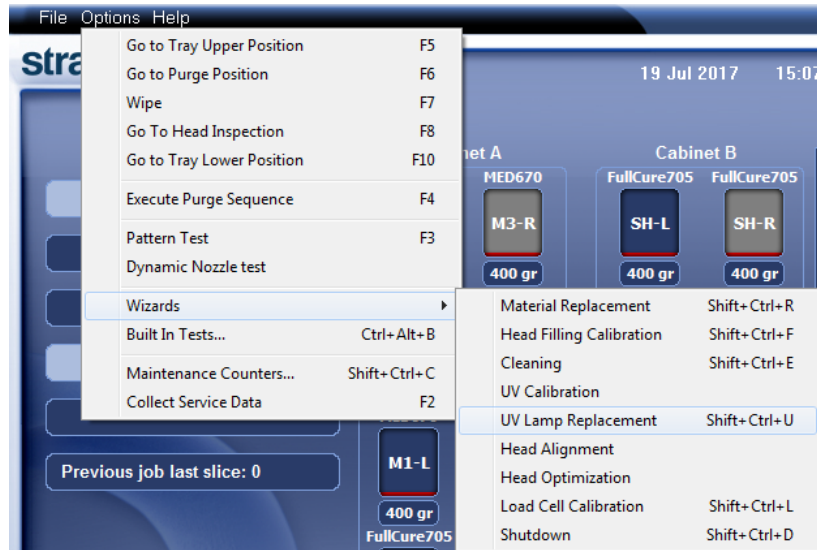 File Options Help
stra
19 Jul 2017 15:07
Go to Tray Upper Position F5
Go to Purge Position F6
Wipe F7
Go To Head Inspection F8
Go to Tray Lower Position F10
Execute Purge Sequence F4
Pattern Test F3
Dynamic Nozzle test
Wizards
Built In Tests... Ctrl+Alt+B
Maintenance Counters... Shift+Ctrl+C
Collect Service Data F2
net A
Cabinet B
MED670
FullCure705 FullCure705
M3-R
SH-L
SH-R
400 gr
400 gr
400 gr
Material Replacement Shift+Ctrl+R
Head Filling Calibration Shift+Ctrl+F
Cleaning Shift+Ctrl+E
UV Calibration
UV Lamp Replacement Shift+Ctrl+U
Head Alignment
Head Optimization
Load Cell Calibration Shift+Ctrl+L
Shutdown Shift+Ctrl+D
Previous job last slice: 0
M1-L
400 gr
FullCure705